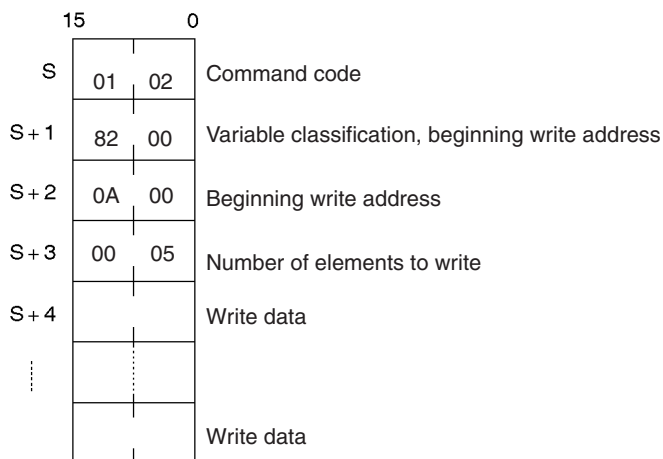 15 0
S 01 02 Command code
S + 1 82 00 Variable classification, beginning write address
S + 2 0A 00 Beginning write address
S + 3 00 05 Number of elements to write
S + 4 Write data
Write data